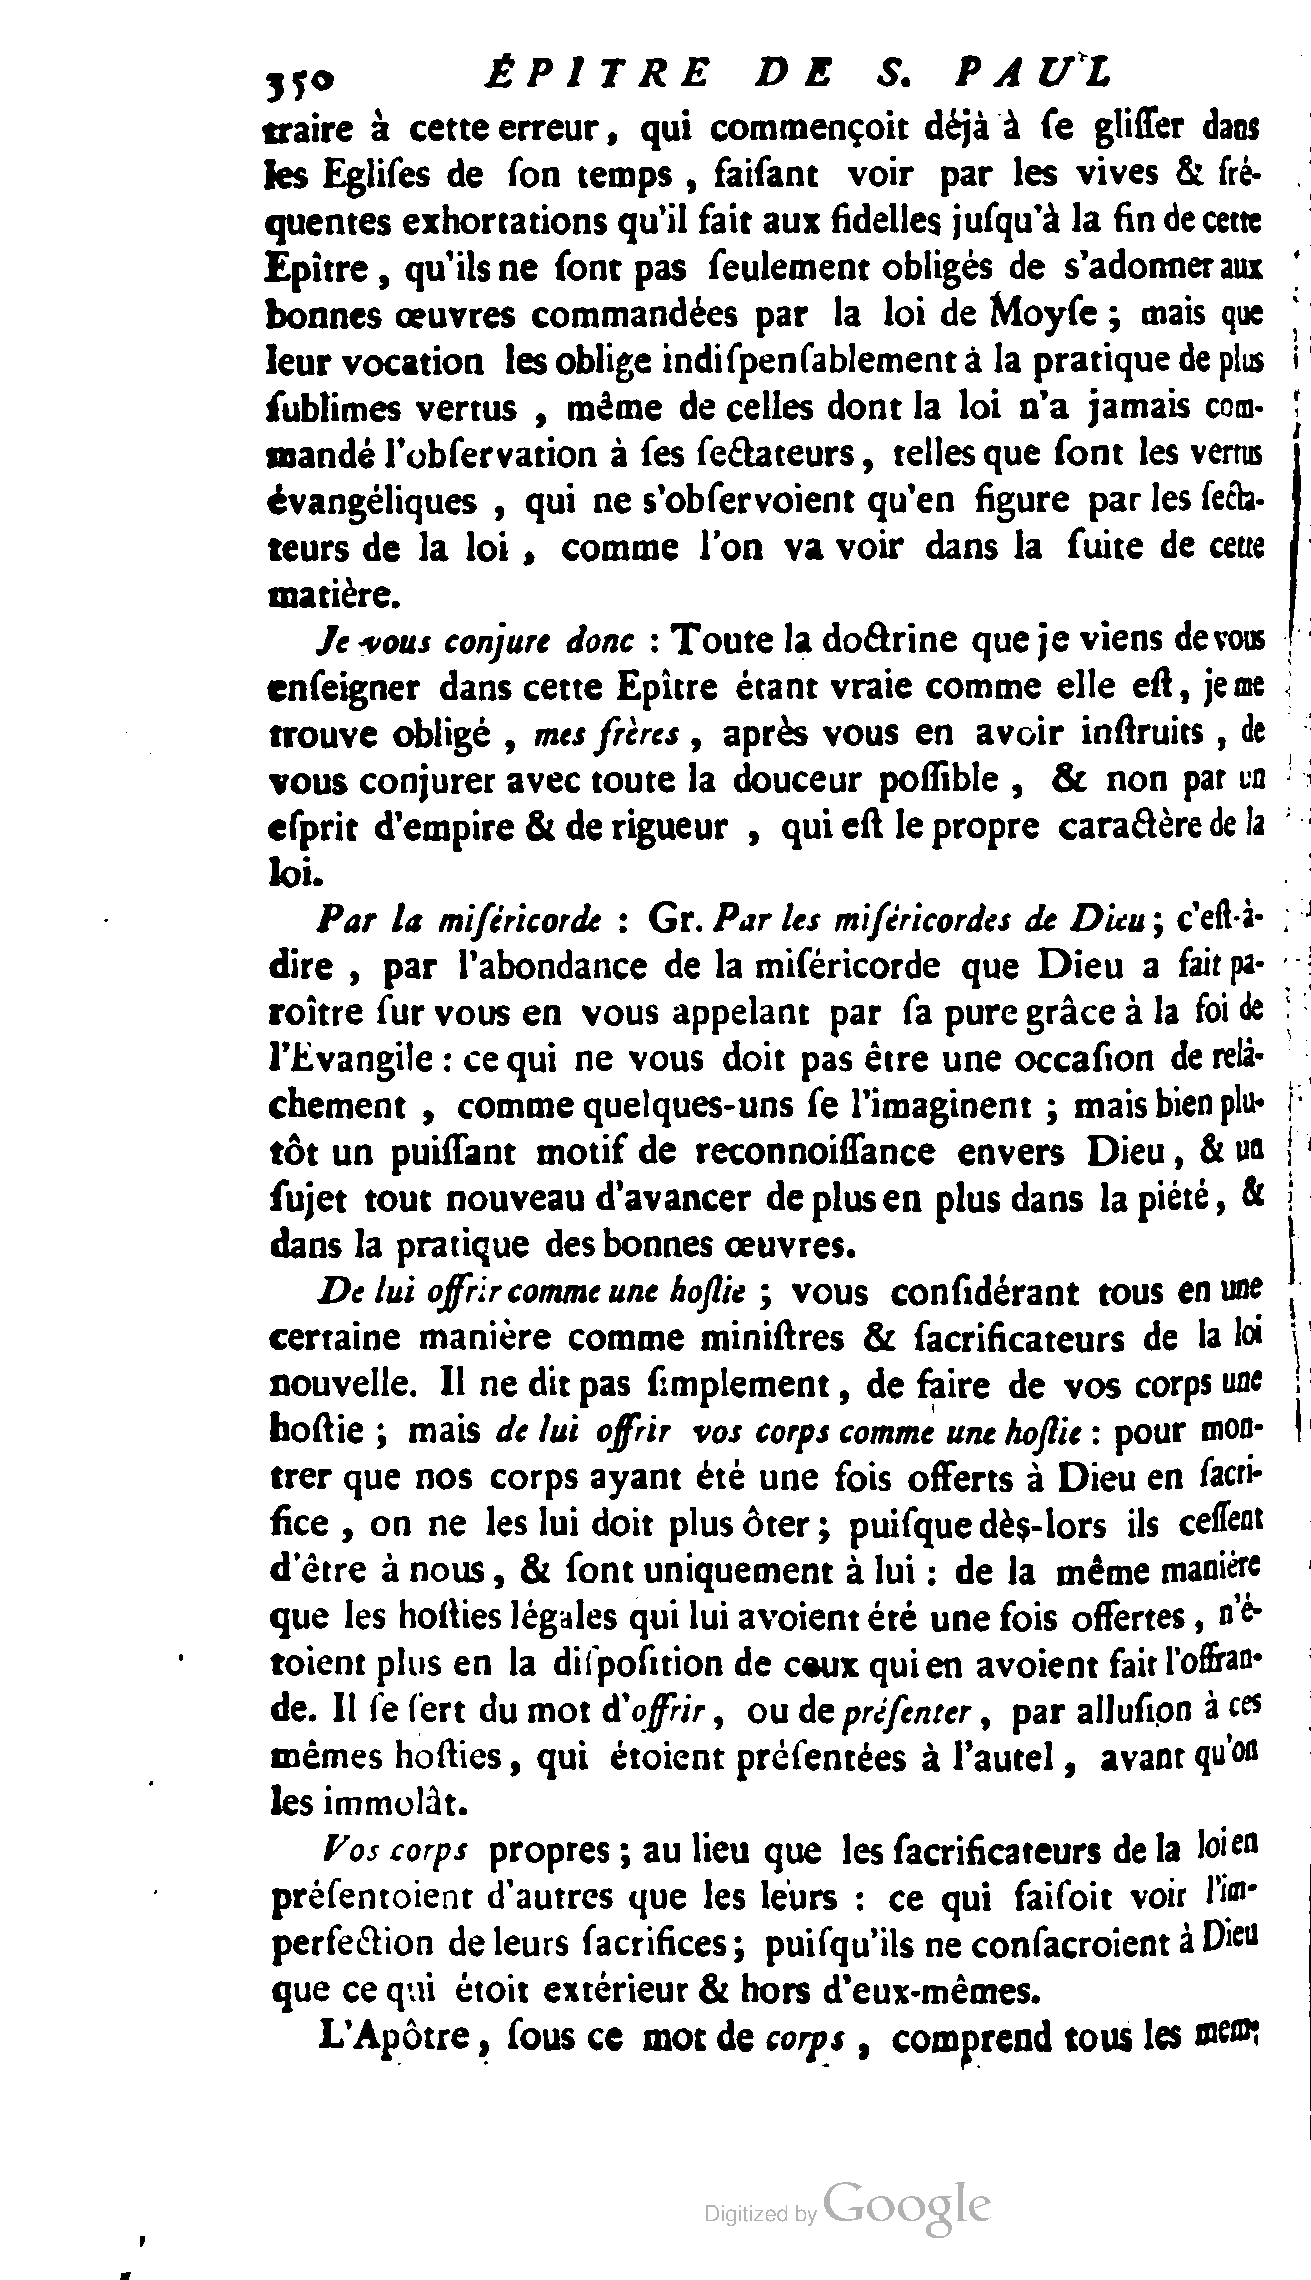 350 ÉPITRE DE S. PAUL
traire à cette erreur, qui commençoit déjà à ſe gliſſer dans
les Egliſes de ſon temps, faiſant voir par les vives & fré-
quentes exhortations qu'il fait aux fidelles juſqu'à la fin de cette
Epître, qu'ils ne ſont pas ſeulement obligés de s'adonner aux
bonnes œuvres commandées par la loi de Moyſe; mais que
leur vocation les oblige indiſpenſablement à la pratique de plus
ſublimes vertus, même de celles dont la loi n'a jamais com-
mandé l'obſervation à ſes ſectateurs, telles que ſont les vertus
évangéliques, qui ne s'obſervoient qu'en figure par les ſecta-
teurs de la loi, comme l'on va voir dans la ſuite de cette
matière.
Je vous conjure donc : Toute la doctrine que je viens de vous
enſeigner dans cette Epître étant vraie comme elle eſt, je me
trouve obligé, mes frères, après vous en avoir inſtruits, de
vous conjurer avec toute la douceur poſſible, & non par un
eſprit d'empire & de rigueur, qui eſt le propre caractère de la
loi.
Par la miſéricorde : Gr. Par les miſéricordes de Dieu; c'eſt-à-
dire, par l'abondance de la miſéricorde que Dieu a fait pa-
roître ſur vous en vous appelant par ſa pure grâce à la foi de
l'Evangile : ce qui ne vous doit pas être une occaſion de relâ-
chement, comme quelques-uns ſe l'imaginent; mais bien plu-
tôt un puiſſant motif de reconnoiſſance envers Dieu, & un
ſujet tout nouveau d'avancer de plus en plus dans la piété, &
dans la pratique des bonnes œuvres.
De lui offrir comme une hoſtie; vous conſidérant tous en une
certaine manière comme miniſtres & ſacrificateurs de la loi
nouvelle. Il ne dit pas ſimplement, de faire de vos corps une
hoſtie; mais de lui offrir vos corps comme une hoſtie : pour mon-
trer que nos corps ayant été une fois offerts à Dieu en ſacri-
fice, on ne les lui doit plus ôter; puiſque dès-lors ils ceſſent
d'être à nous, & ſont uniquement à lui : de la même manière
que les hoſties légales qui lui avoient été une fois offertes, n'é-
toient plus en la diſpoſition de ceux qui en avoient fait l'offran-
de. Il ſe ſert du mot d'offrir, ou de préſenter, par alluſion à ces
mêmes hoſties, qui étoient préſentées à l'autel, avant qu'on
les immolât.
Vos corps propres; au lieu que les ſacrificateurs de la loi en
préſentoient d'autres que les leurs : ce qui faiſoit voir l'im-
perfection de leurs ſacrifices; puiſqu'ils ne conſacroient à Dieu
que ce qui étoit extérieur & hors d'eux-mêmes.
L'Apôtre, ſous ce mot de corps, comprend tous les mem-
Digitized by Google